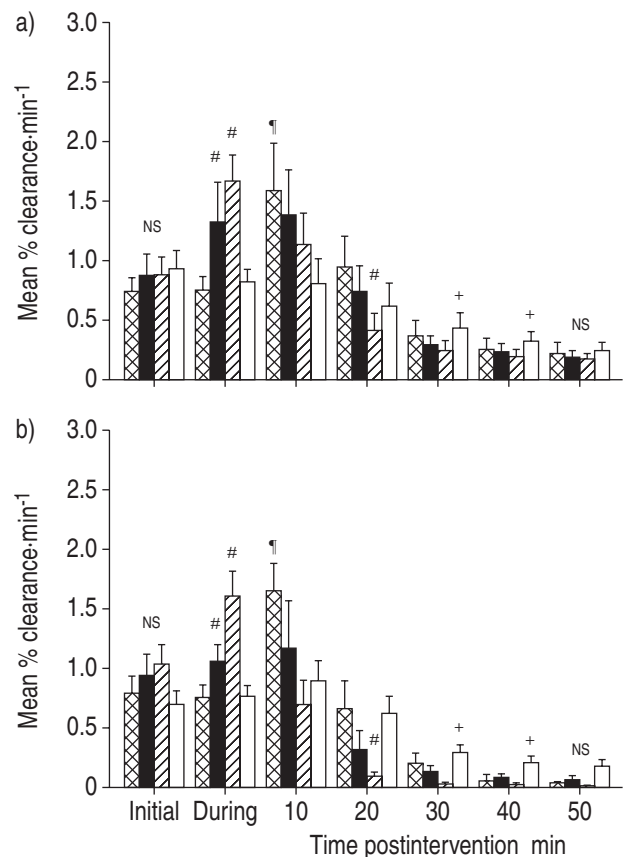 a)
3.0
2.5
2.0
1.5
1.0
0.5
0
Mean % clearance·min-1
NS
# #
¶
#
+
+
NS
b)
3.0
2.5
2.0
1.5
1.0
0.5
0
Mean % clearance·min-1
NS
# #
¶
#
+
+
NS
Initial During 10 20 30 40 50
Time postintervention min